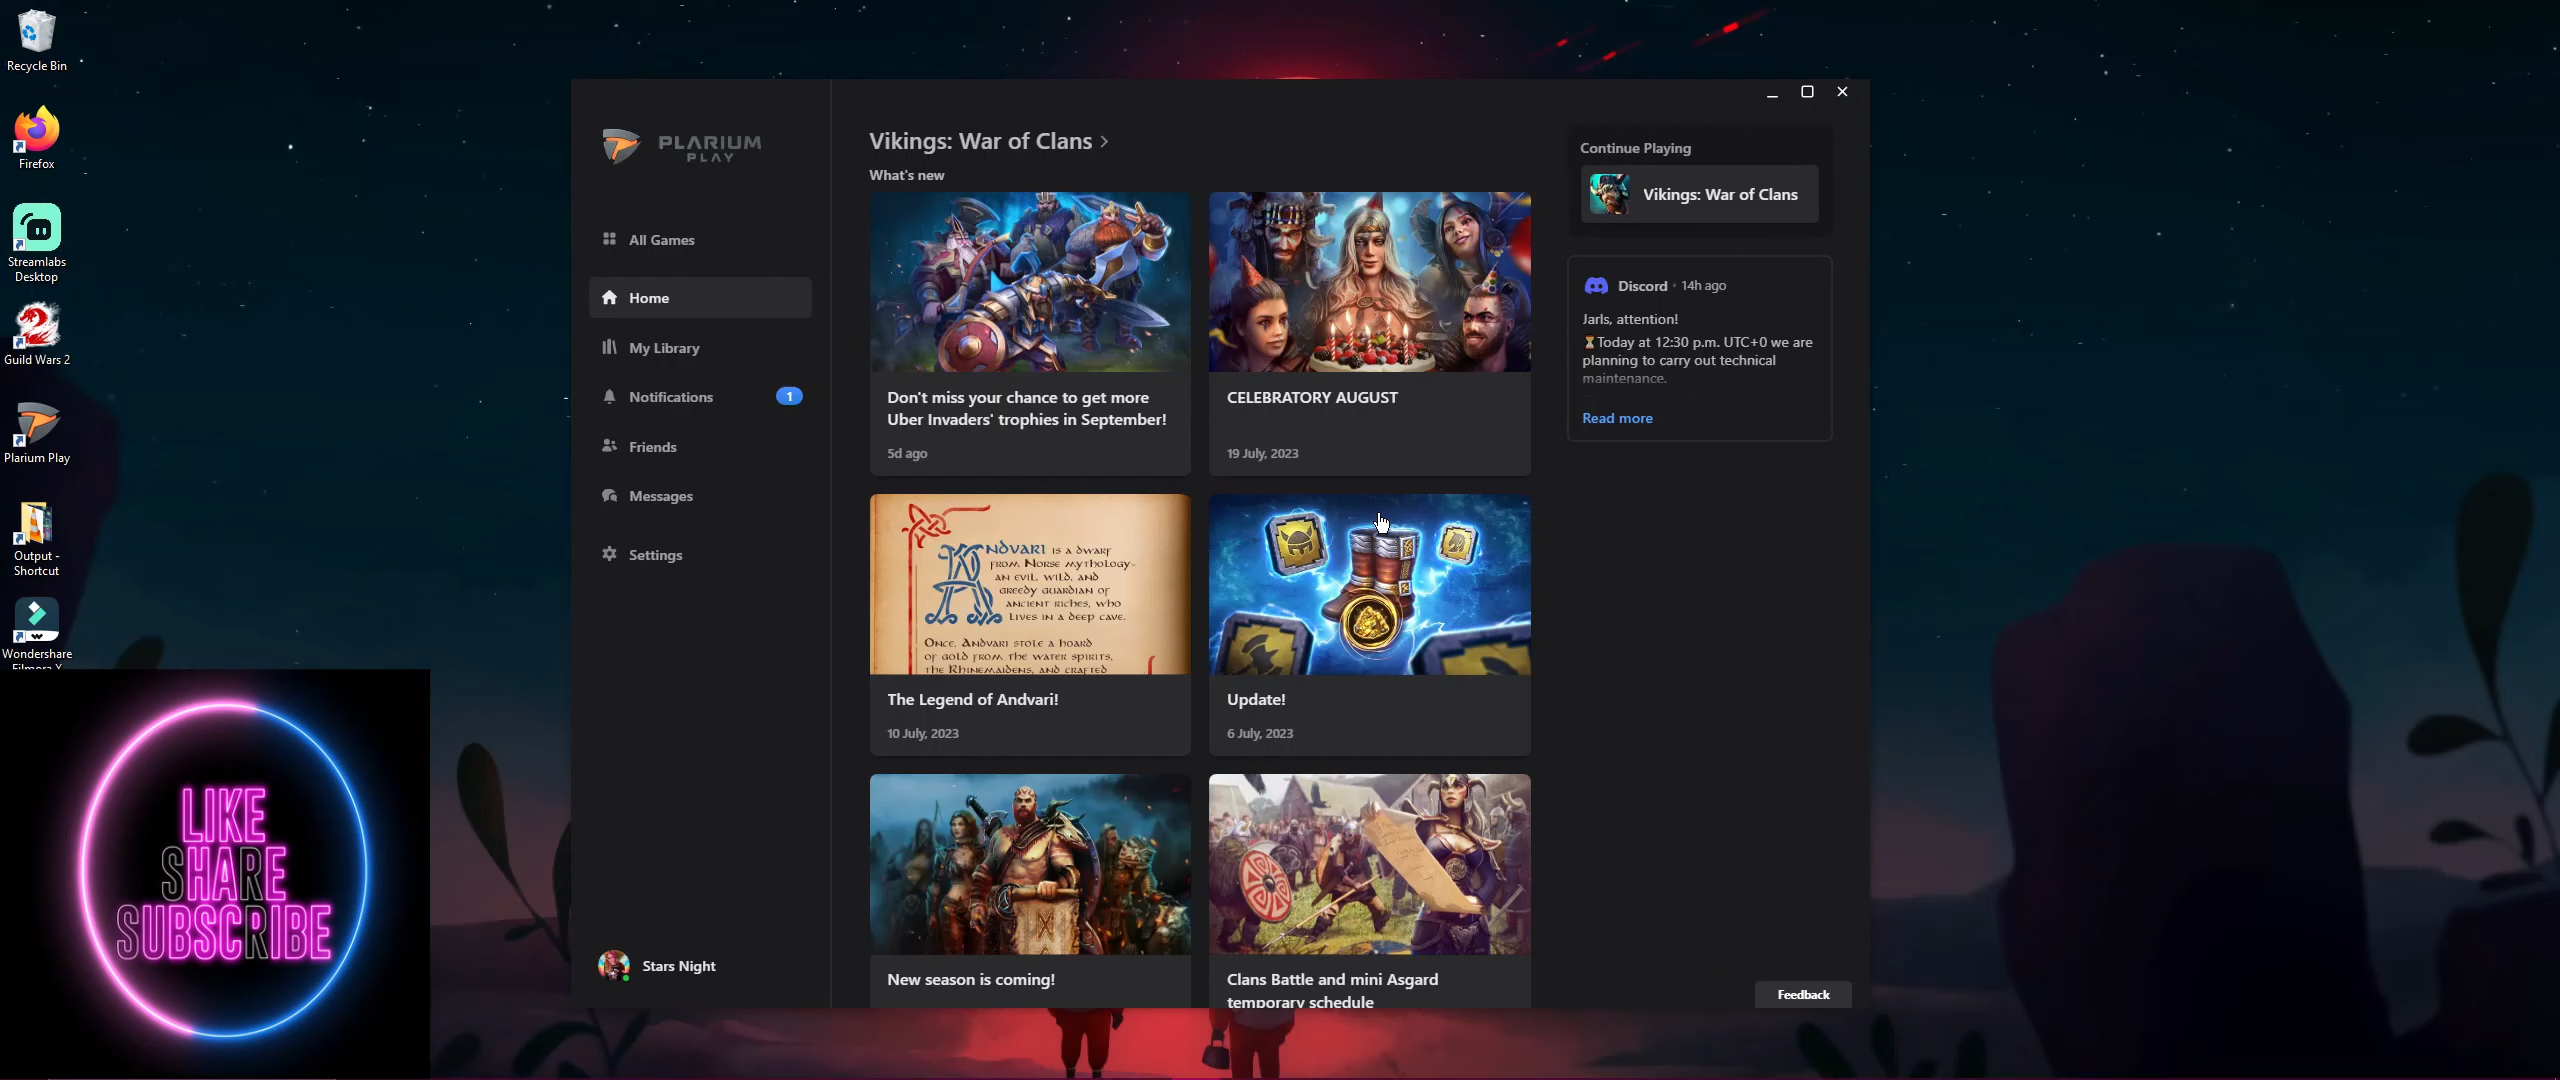 Recycle Bin
Firefox
Streamlabs
Desktop
Guild Wars 2
Plarium Play
Output -
Shortcut
Wondershare
Filmora X
LIKE
SHARE
SUBSCRIBE
PLARIUM
PLAY
All Games
Home
My Library
Notifications
1
Friends
Messages
Settings
Stars Night
Vikings: War of Clans
What's new
Don't miss your chance to get more
Uber Invaders' trophies in September!
5d ago
CELEBRATORY AUGUST
19 July, 2023
Andvari is a dwarf
from Norse mythology-
an evil, wild, and
greedy guardian of
ancient riches, who
lives in a deep cave.
Once, Andvari stole a hoard
of gold from the water spirits,
the Rhinemaidens, and crafted
The Legend of Andvari!
10 July, 2023
Update!
6 July, 2023
New season is coming!
Clans Battle and mini Asgard
temporary schedule
Continue Playing
Vikings: War of Clans
Discord • 14h ago
Jarls, attention!
⏳Today at 12:30 p.m. UTC+0 we are
planning to carry out technical
maintenance.
Read more
Feedback